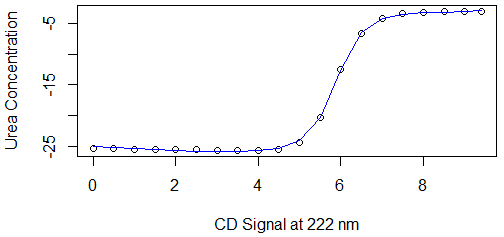 Urea Concentration
-5
-15
-25
0 2 4 6 8
CD Signal at 222 nm